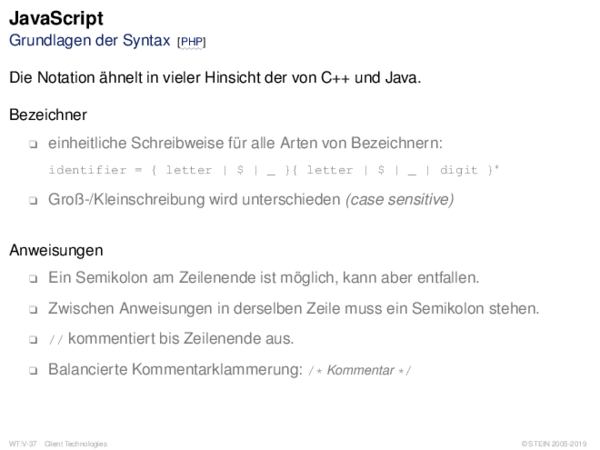 JavaScript
Grundlagen der Syntax [PHP]
Die Notation ähnelt in vieler Hinsicht der von C++ und Java.
Bezeichner
❑ einheitliche Schreibweise für alle Arten von Bezeichnern:
identifier = { letter | $ | _ }{ letter | $ | _ | digit }*
❑ Groß-/Kleinschreibung wird unterschieden (case sensitive)
Anweisungen
❑ Ein Semikolon am Zeilenende ist möglich, kann aber entfallen.
❑ Zwischen Anweisungen in derselben Zeile muss ein Semikolon stehen.
❑ // kommentiert bis Zeilenende aus.
❑ Balancierte Kommentarklammerung: /* Kommentar */
WT:V-37 Client Technologies © STEIN 2005-2019